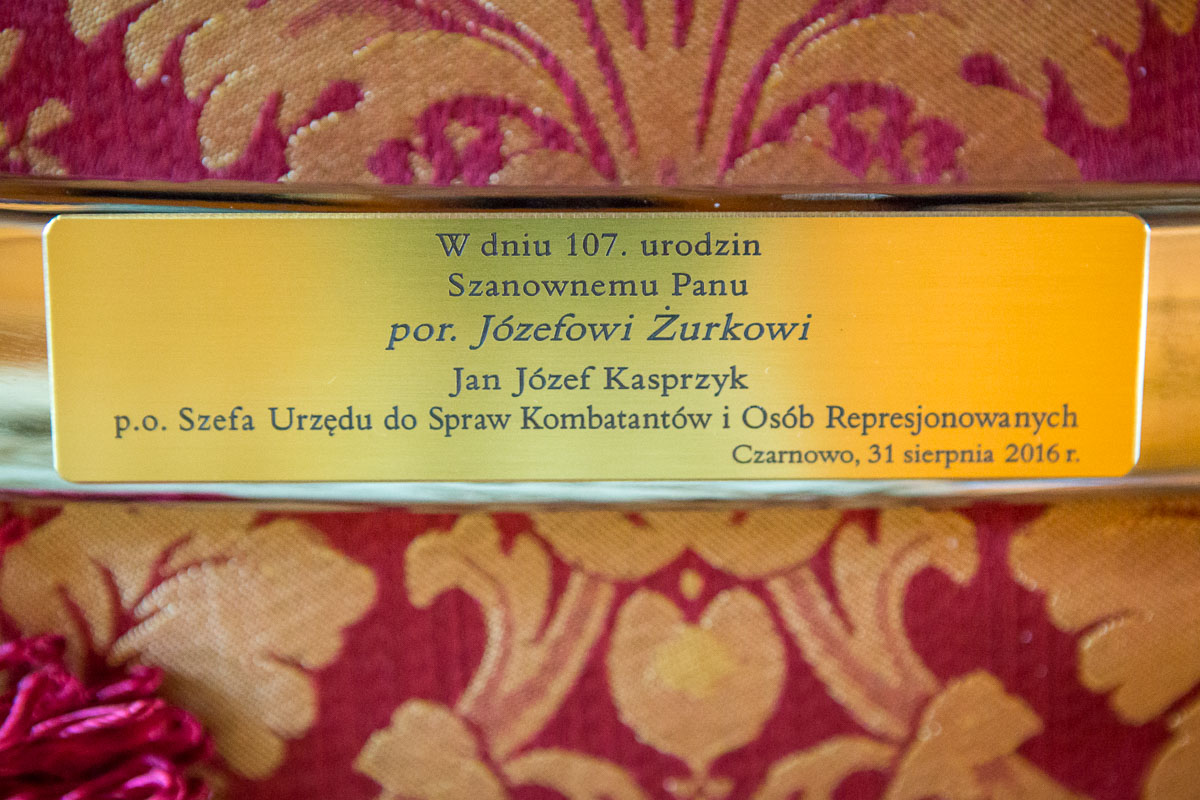 W dniu 107. urodzin
Szanownemu Panu
por. Józefowi Żurkowi
Jan Józef Kasprzyk
p.o. Szefa Urzędu do Spraw Kombatantów i Osób Represjonowanych
Czarnowo, 31 sierpnia 2016 r.